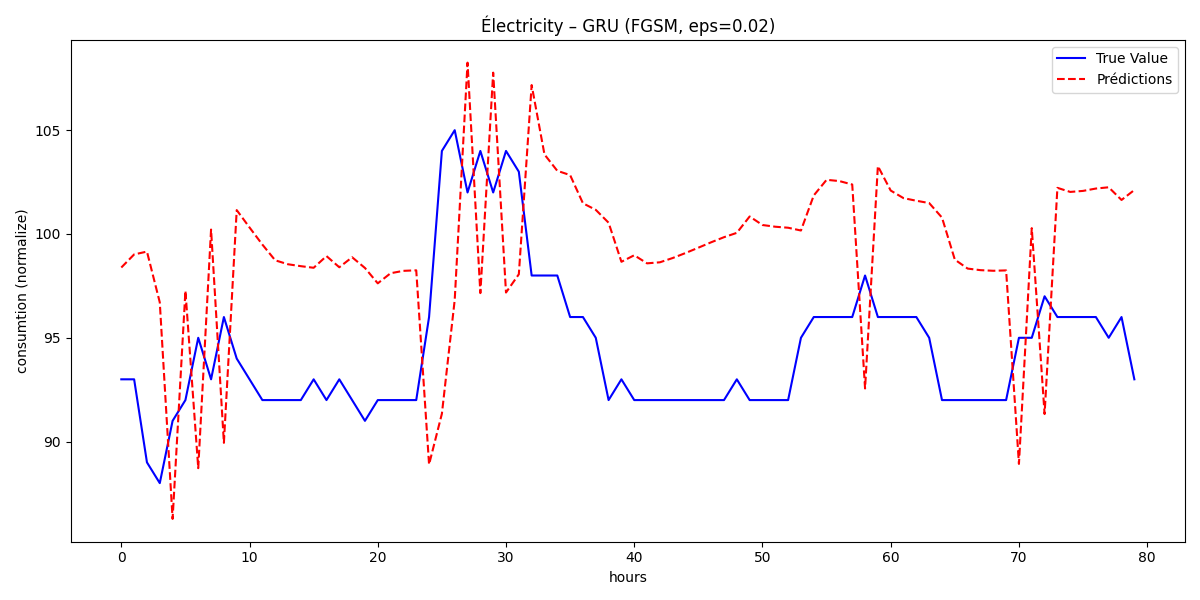 Électricity – GRU (FGSM, eps=0.02)
True Value
Prédictions
consumtion (normalize)
105
100
95
90
0 10 20 30 40 50 60 70 80
hours